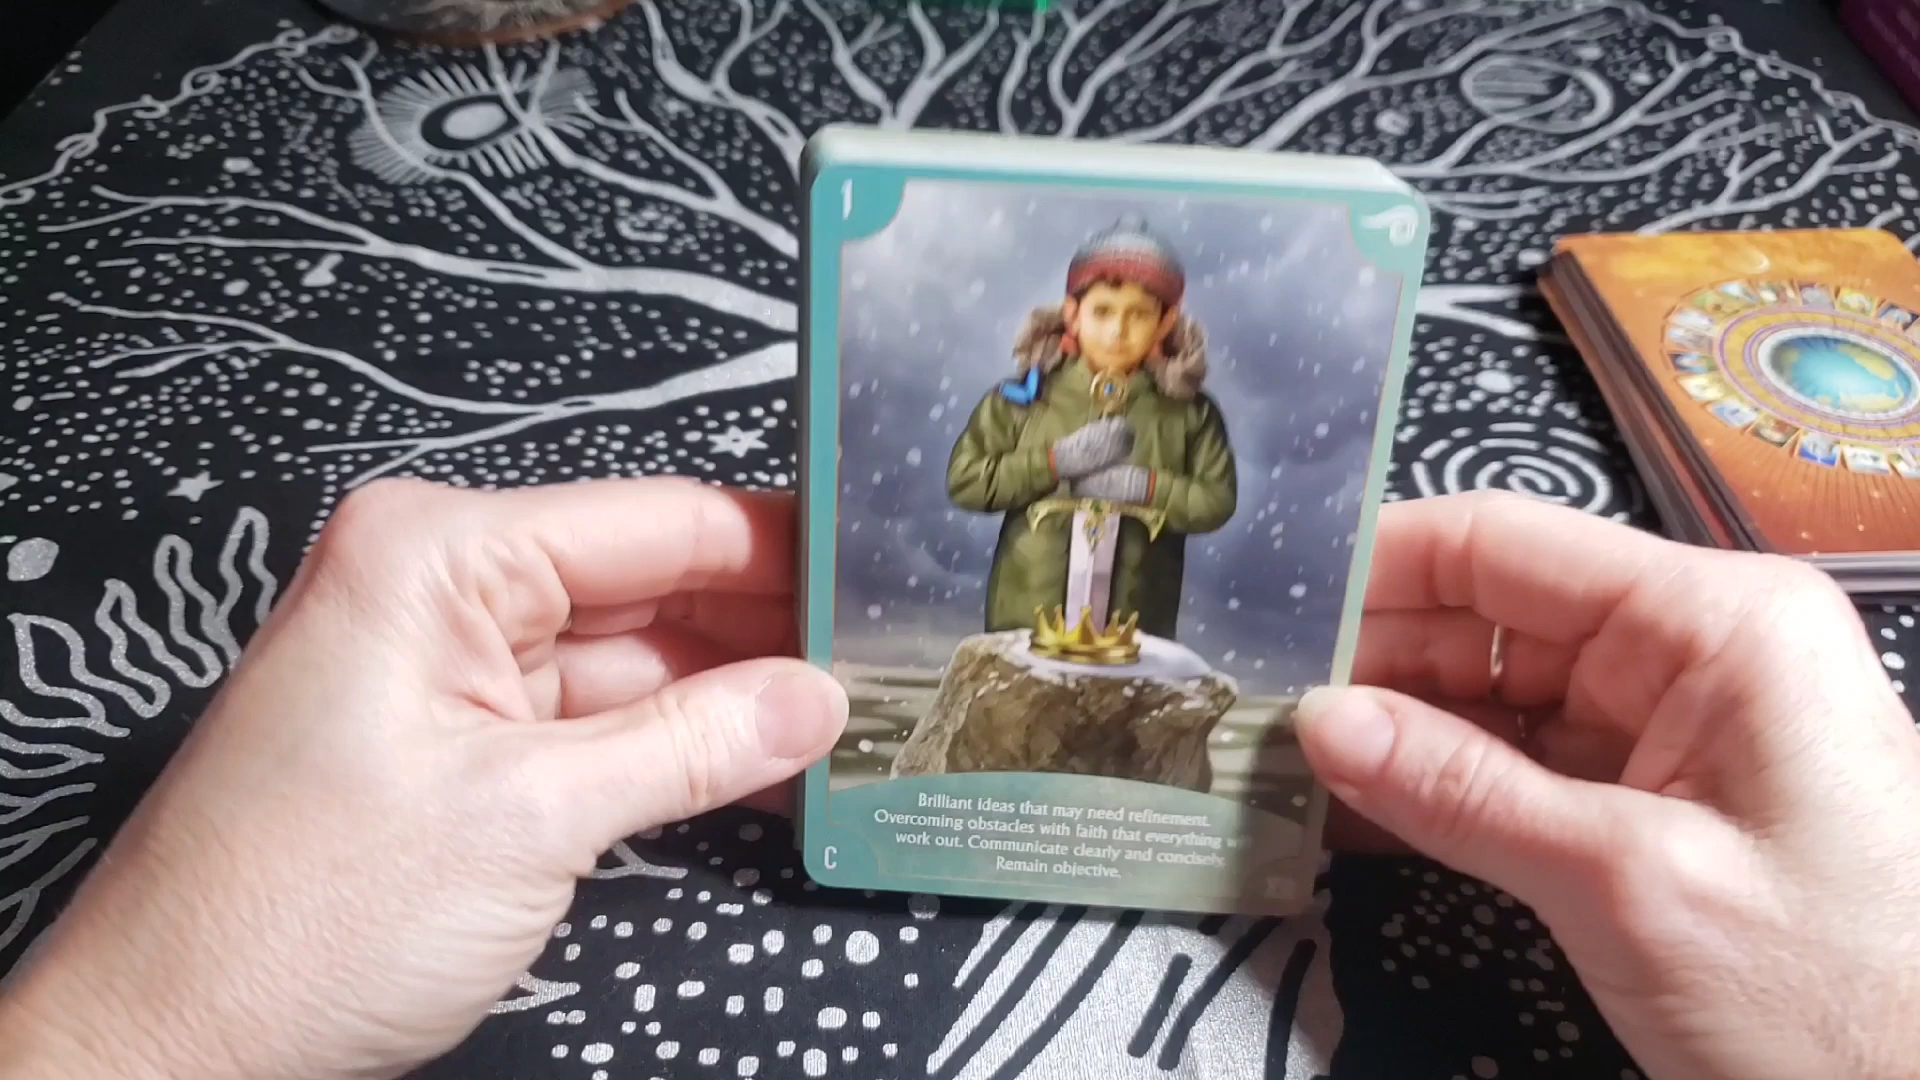 1
Brilliant ideas that may need refinement.
Overcoming obstacles with faith that everything
work out. Communicate clearly and concisely.
Remain objective.
C